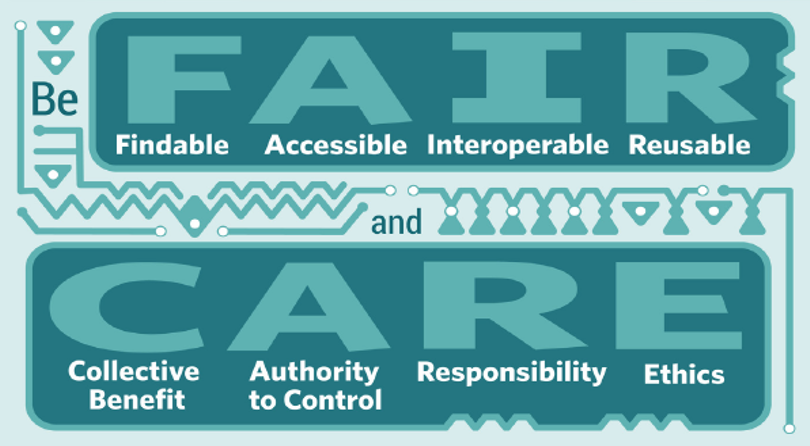 Be
FAIR
Findable Accessible Interoperable Reusable
and
CARE
Collective Benefit Authority to Control Responsibility Ethics